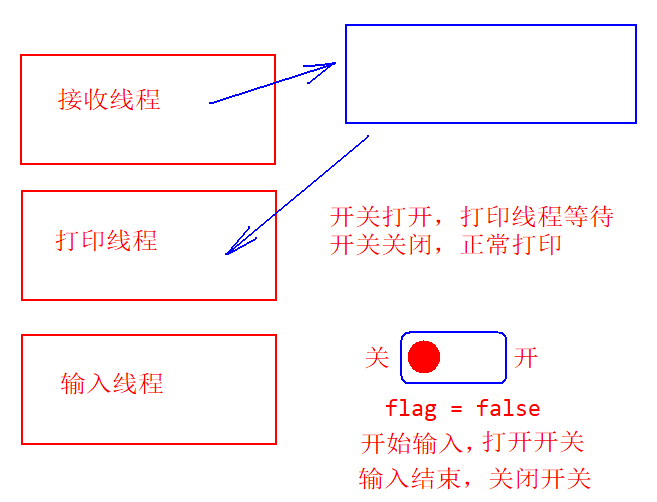 接收线程
打印线程
开关打开，打印线程等待
开关关闭，正常打印
输入线程
关
开
flag = false
开始输入，打开开关
输入结束，关闭开关